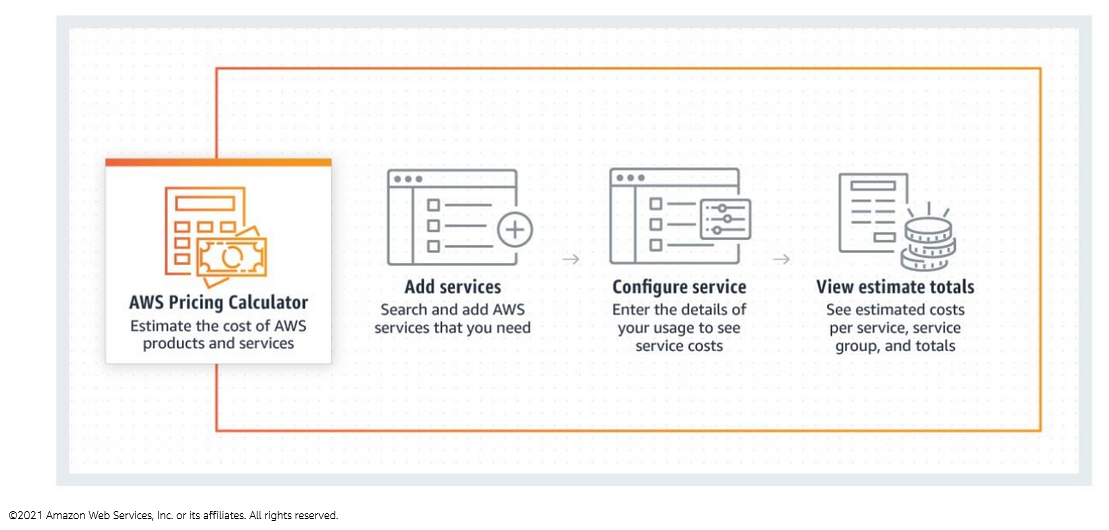 AWS Pricing Calculator
Estimate the cost of AWS
products and services
Add services
Search and add AWS
services that you need
Configure service
Enter the details of
your usage to see
service costs
View estimate totals
See estimated costs
per service, service
group, and totals
©2021 Amazon Web Services, Inc. or its affiliates. All rights reserved.